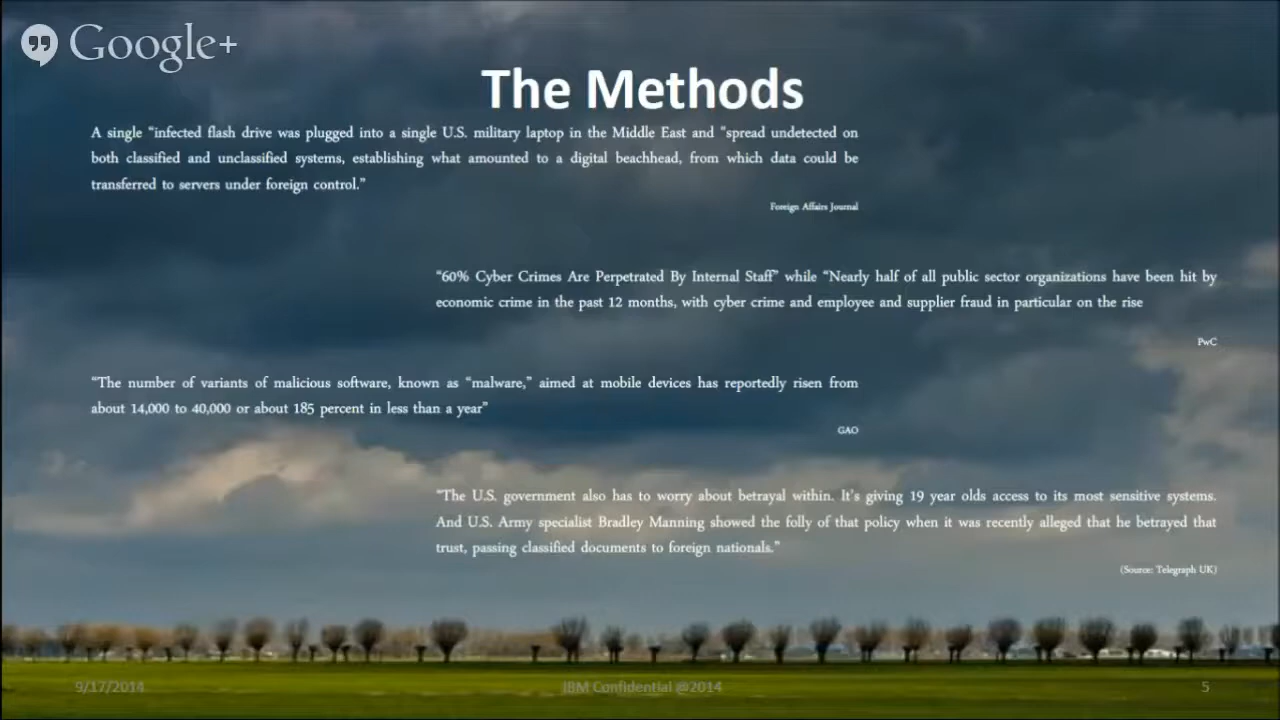 Google+
The Methods
A single “infected flash drive was plugged into a single U.S. military laptop in the Middle East and “spread undetected on
both classified and unclassified systems, establishing what amounted to a digital beachhead, from which data could be
transferred to servers under foreign control.”
Foreign Affairs Journal
“60% Cyber Crimes Are Perpetrated By Internal Staff” while “Nearly half of all public sector organizations have been hit by
economic crime in the past 12 months, with cyber crime and employee and supplier fraud in particular on the rise
PwC
“The number of variants of malicious software, known as “malware,” aimed at mobile devices has reportedly risen from
about 14,000 to 40,000 or about 185 percent in less than a year”
GAO
“The U.S. government also has to worry about betrayal within. It’s giving 19 year olds access to its most sensitive systems.
And U.S. Army specialist Bradley Manning showed the folly of that policy when it was recently alleged that he betrayed that
trust, passing classified documents to foreign nationals.”
(Source: Telegraph UK)
9/17/2014 IBM Confidential @2014 5